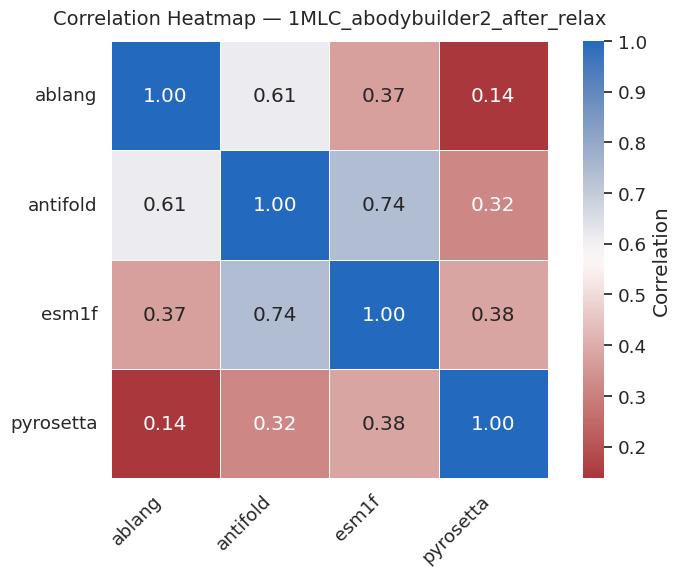 Correlation Heatmap — 1MLC_abodybuilder2_after_relax
ablang 1.00 0.61 0.37 0.14
antifold 0.61 1.00 0.74 0.32
esm1f 0.37 0.74 1.00 0.38
pyrosetta 0.14 0.32 0.38 1.00
ablang antifold esm1f pyrosetta
1.0
0.9
0.8
0.7
0.6
0.5
0.4
0.3
0.2
Correlation